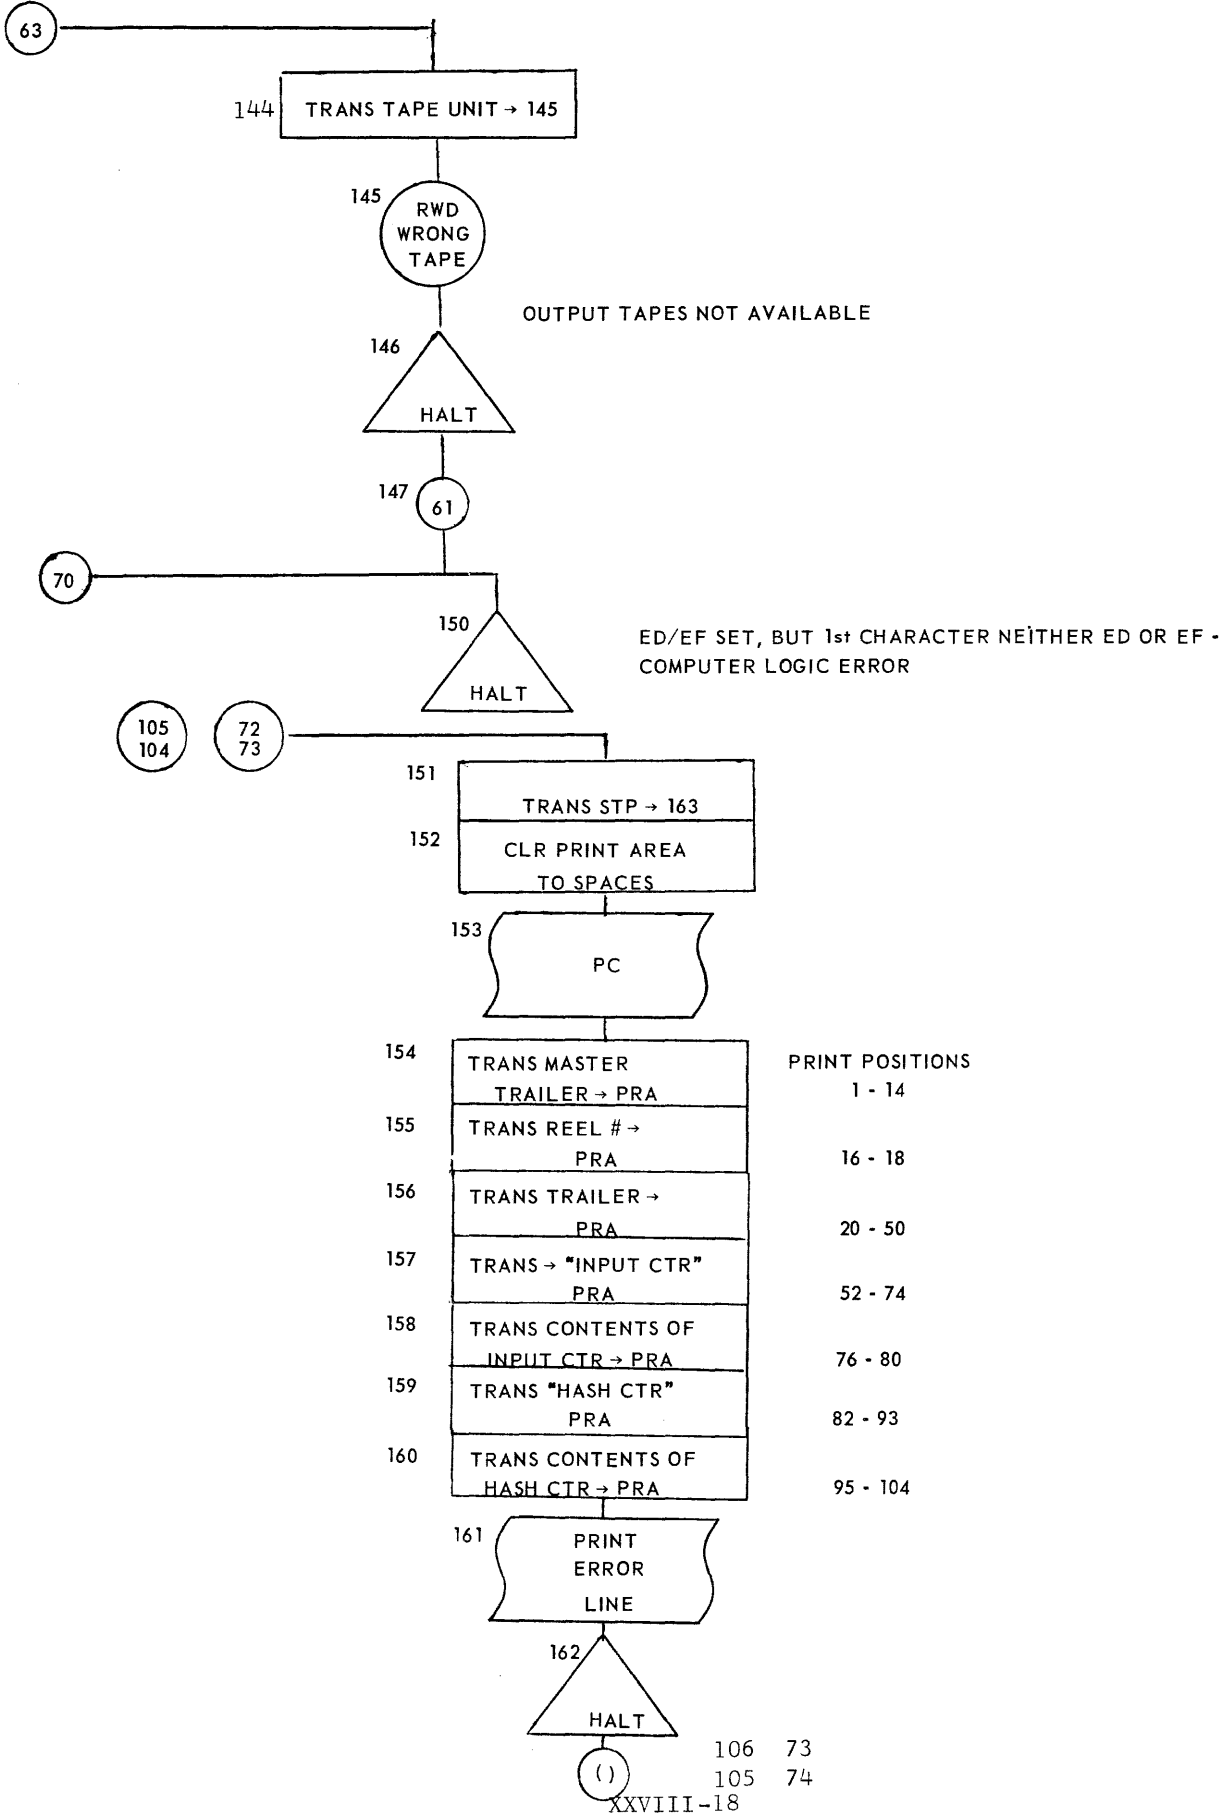 63
144 TRANS TAPE UNIT → 145
145
RWD
WRONG
TAPE
OUTPUT TAPES NOT AVAILABLE
146
HALT
147 61
70
150
ED/EF SET, BUT 1st CHARACTER NEITHER ED OR EF -
COMPUTER LOGIC ERROR
HALT
105 72
104 73
151
TRANS STP → 163
152
CLR PRINT AREA
TO SPACES
153
PC
154
TRANS MASTER PRINT POSITIONS
TRAILER → PRA 1 - 14
155
TRANS REEL # →
PRA 16 - 18
156
TRANS TRAILER →
PRA 20 - 50
157
TRANS → "INPUT CTR"
PRA 52 - 74
158
TRANS CONTENTS OF
INPUT CTR → PRA 76 - 80
159
TRANS "HASH CTR"
PRA 82 - 93
160
TRANS CONTENTS OF
HASH CTR → PRA 95 - 104
161
PRINT
ERROR
LINE
162
HALT
106 73
() 105 74
XXVIII-18